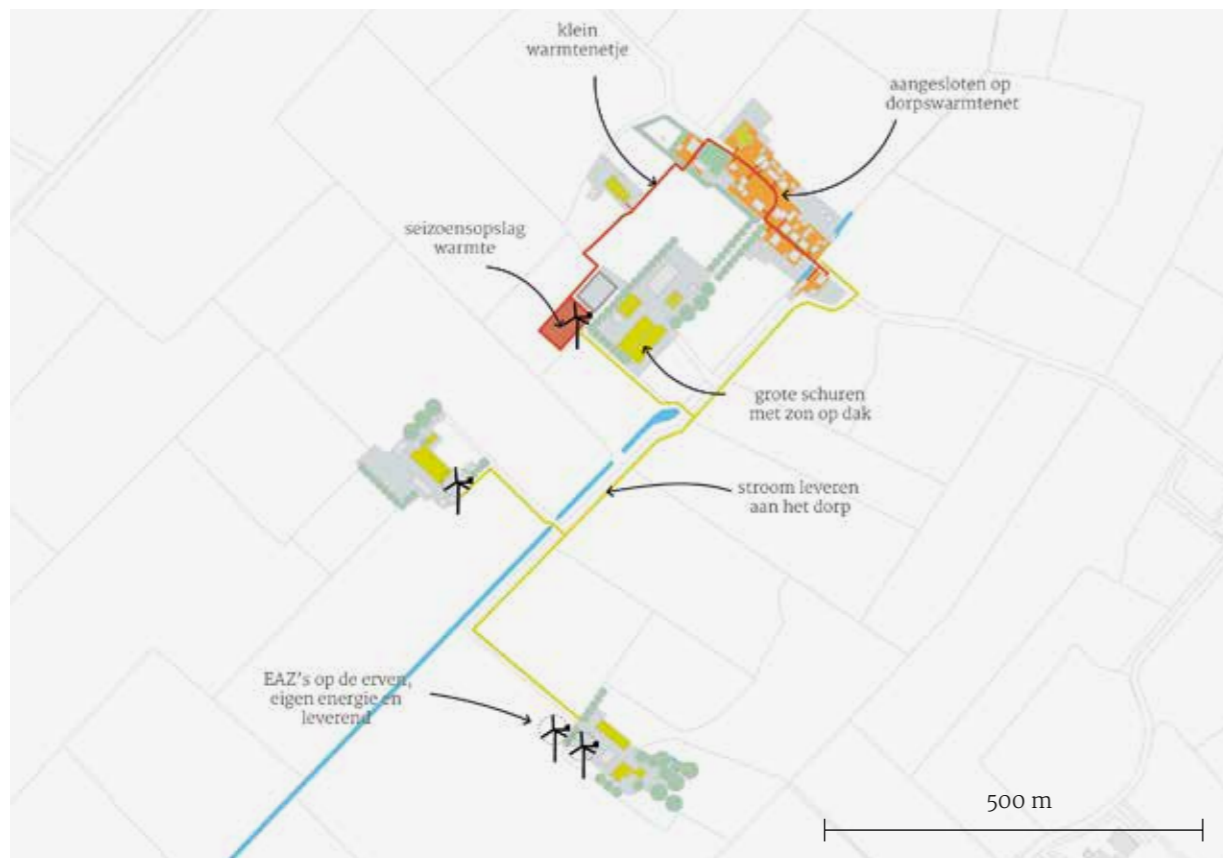 klein
warmtenetje
aangesloten op
dorpswarmtenet
seizoensopslag
warmte
grote schuren
met zon op dak
stroom leveren
aan het dorp
EAZ's op de erven,
eigen energie en
leverend
500 m